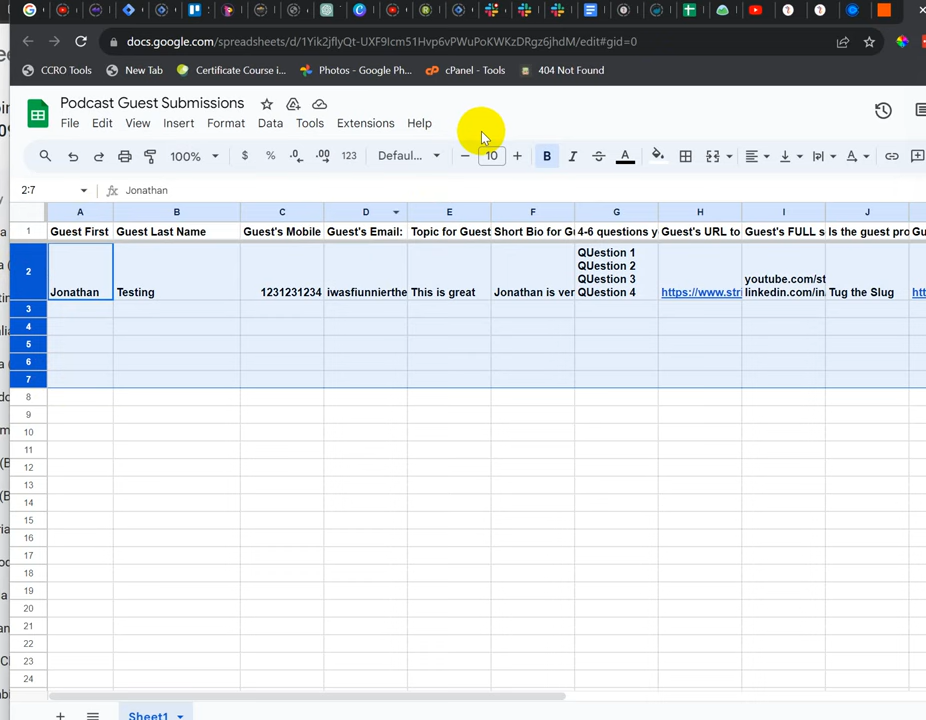 docs.google.com/spreadsheets/d/1Yik2jflyQt-UXF9Icm51Hvp6vPWuPoKWKzDRgz6jhdM/edit#gid=0
CCRO Tools New Tab Certificate Course i... Photos - Google Ph... cPanel - Tools 404 Not Found
Podcast Guest Submissions
File Edit View Insert Format Data Tools Extensions Help
100% $ % .0 .00 123 Defaul... − 10 + B I S A
2:7 fx Jonathan
A B C D E F G H I J
1 Guest First Guest Last Name Guest's Mobile Guest's Email: Topic for Guest Short Bio for Gu 4-6 questions y Guest's URL to Guest's FULL s Is the guest pro Gu
QUestion 1
QUestion 2
QUestion 3 youtube.com/st
2 Jonathan Testing 1231231234 iwasfiunnierthe This is great Jonathan is ver QUestion 4 https://www.stri linkedin.com/in Tug the Slug htt
3
4
5
6
7
8
9
10
11
12
13
14
15
16
17
18
19
20
21
22
23
24
+ Sheet1